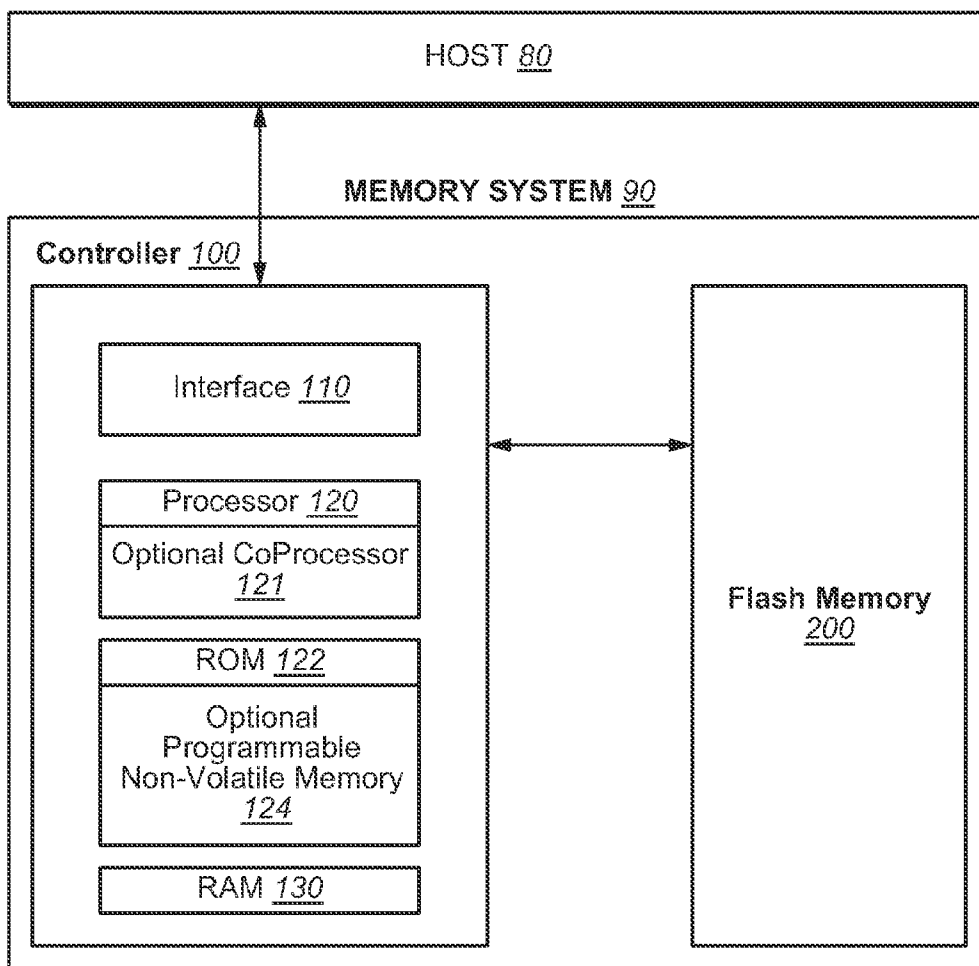 HOST 80
MEMORY SYSTEM 90
Controller 100
Interface 110
Processor 120
Optional CoProcessor
121
ROM 122
Optional
Programmable
Non-Volatile Memory
124
RAM 130
Flash Memory
200